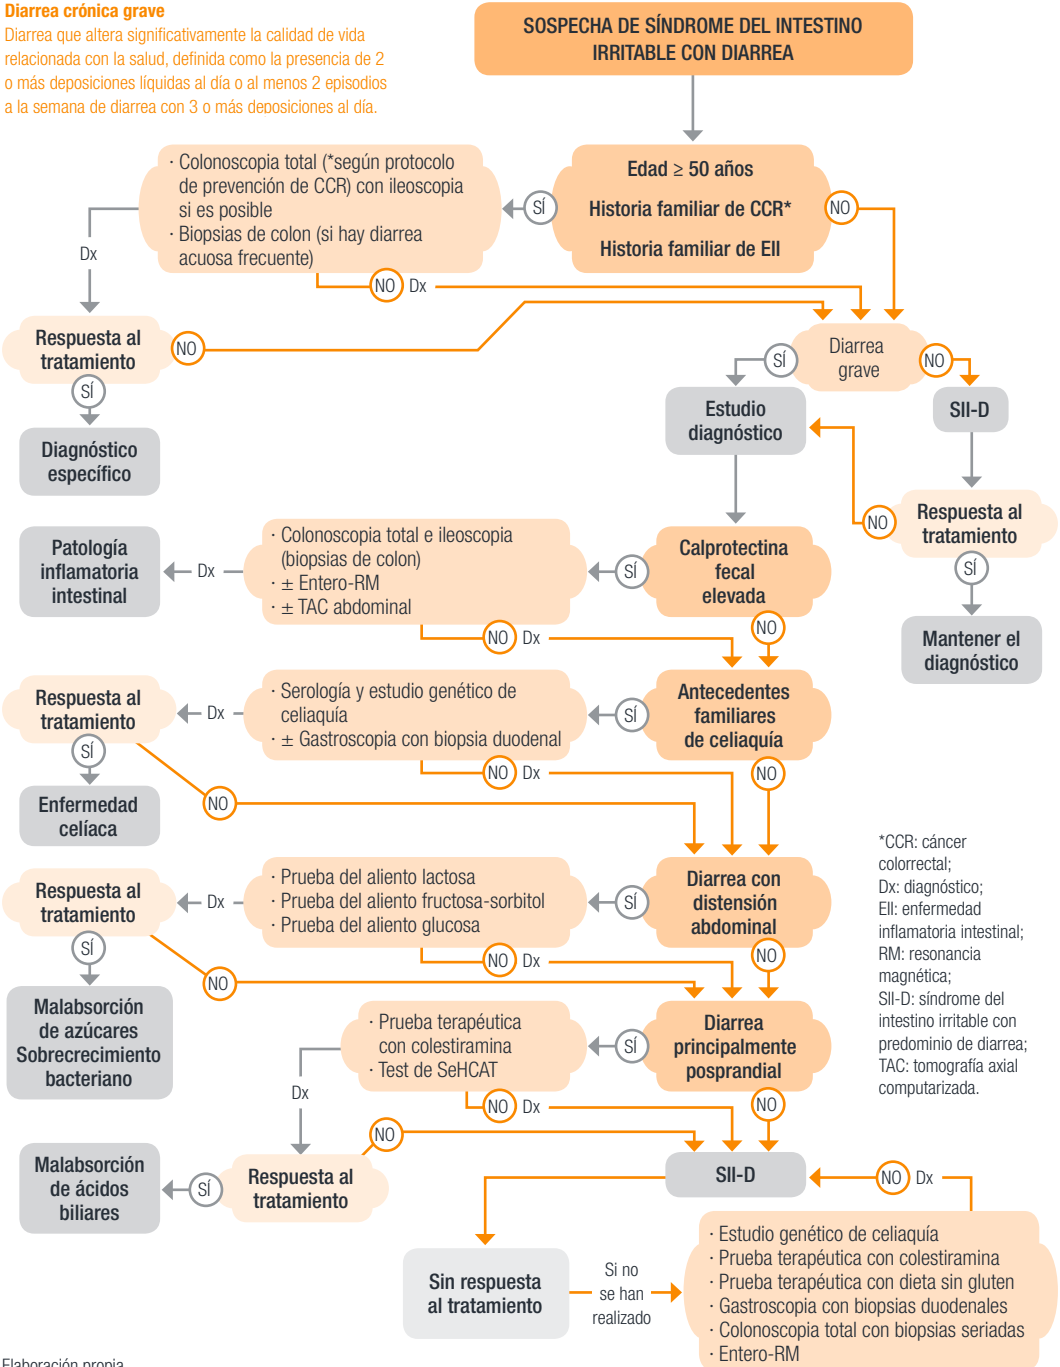 Diarrea crónica grave
Diarrea que altera significativamente la calidad de vida
relacionada con la salud, definida como la presencia de 2
o más deposiciones líquidas al día o al menos 2 episodios
a la semana de diarrea con 3 o más deposiciones al día.
SOSPECHA DE SÍNDROME DEL INTESTINO
IRRITABLE CON DIARREA
Edad ≥ 50 años
Historia familiar de CCR*
Historia familiar de EII
SÍ
NO
· Colonoscopia total (*según protocolo
de prevención de CCR) con ileoscopia
si es posible
· Biopsias de colon (si hay diarrea
acuosa frecuente)
Dx
NO Dx
Respuesta al
tratamiento
NO
SÍ
Diagnóstico
específico
Diarrea
grave
SÍ
NO
Estudio
diagnóstico
SII-D
Respuesta al
tratamiento
NO
SÍ
Mantener el
diagnóstico
Calprotectina
fecal
elevada
SÍ
NO
· Colonoscopia total e ileoscopia
(biopsias de colon)
· ± Entero-RM
· ± TAC abdominal
Dx
NO Dx
Patología
inflamatoria
intestinal
Antecedentes
familiares
de celiaquía
SÍ
NO
· Serología y estudio genético de
celiaquía
· ± Gastroscopia con biopsia duodenal
Dx
NO Dx
Respuesta al
tratamiento
SÍ
NO
Enfermedad
celíaca
Diarrea con
distensión
abdominal
SÍ
NO
· Prueba del aliento lactosa
· Prueba del aliento fructosa-sorbitol
· Prueba del aliento glucosa
Dx
NO Dx
Respuesta al
tratamiento
SÍ
NO
Malabsorción
de azúcares
Sobrecrecimiento
bacteriano
Diarrea
principalmente
posprandial
SÍ
NO
· Prueba terapéutica
con colestiramina
· Test de SeHCAT
Dx
NO Dx
Respuesta al
tratamiento
NO
SÍ
Malabsorción
de ácidos
biliares
SII-D
NO Dx
Sin respuesta
al tratamiento
Si no
se han
realizado
· Estudio genético de celiaquía
· Prueba terapéutica con colestiramina
· Prueba terapéutica con dieta sin gluten
· Gastroscopia con biopsias duodenales
· Colonoscopia total con biopsias seriadas
· Entero-RM
*CCR: cáncer
colorrectal;
Dx: diagnóstico;
EII: enfermedad
inflamatoria intestinal;
RM: resonancia
magnética;
SII-D: síndrome del
intestino irritable con
predominio de diarrea;
TAC: tomografía axial
computarizada.
Elaboración propia